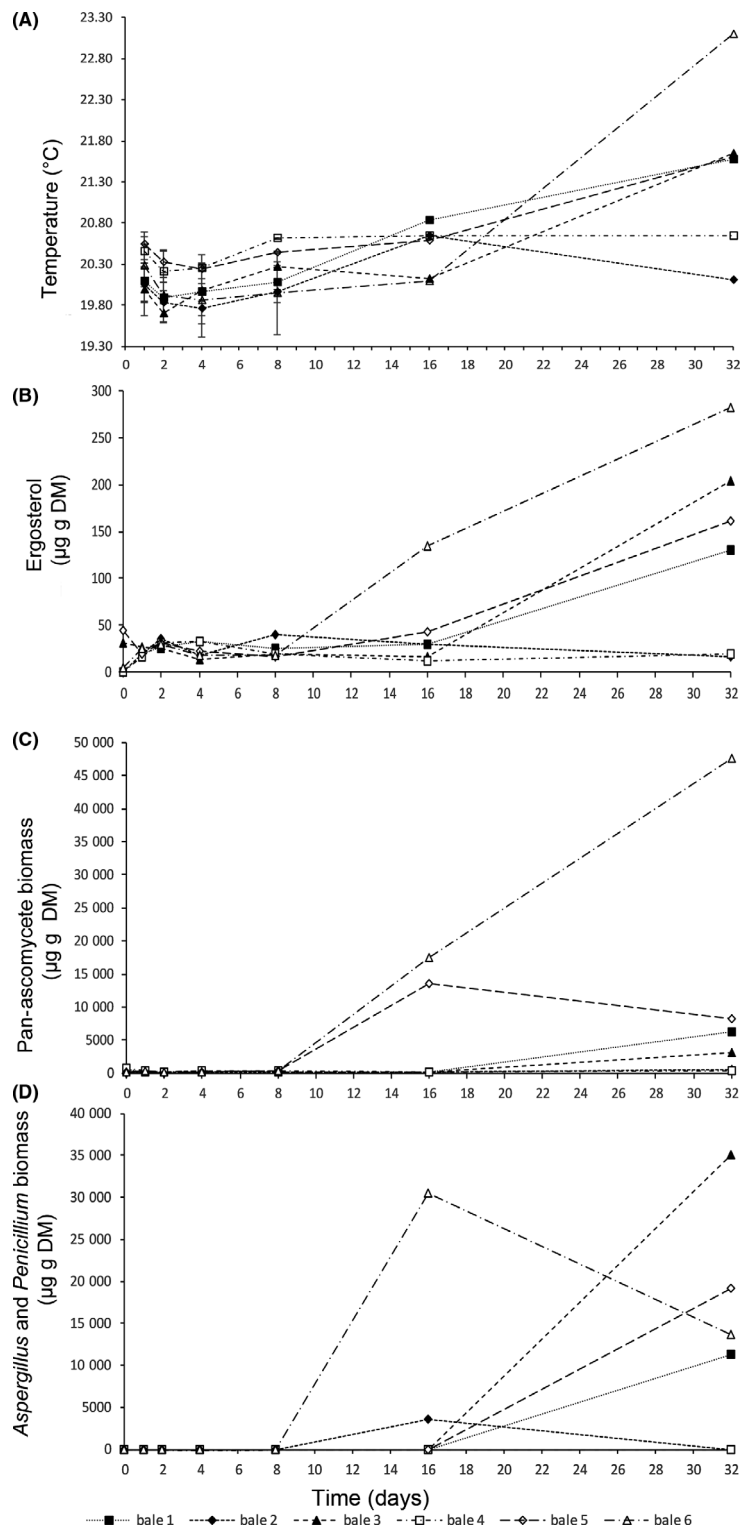 (A)
23.30
22.80
22.30
21.80
21.30
20.80
20.30
19.80
19.30
Temperature (°C)
0 2 4 6 8 10 12 14 16 18 20 22 24 26 28 30 32
(B)
300
250
200
150
100
50
0
Ergosterol
(µg g DM)
0 2 4 6 8 10 12 14 16 18 20 22 24 26 28 30 32
(C)
50 000
45 000
40 000
35 000
30 000
25 000
20 000
15 000
10 000
5000
0
Pan-ascomycete biomass
(µg g DM)
0 2 4 6 8 10 12 14 16 18 20 22 24 26 28 30 32
(D)
40 000
35 000
30 000
25 000
20 000
15 000
10 000
5000
0
Aspergillus and Penicillium biomass
(µg g DM)
0 2 4 6 8 10 12 14 16 18 20 22 24 26 28 30 32
Time (days)
bale 1 bale 2 bale 3 bale 4 bale 5 bale 6